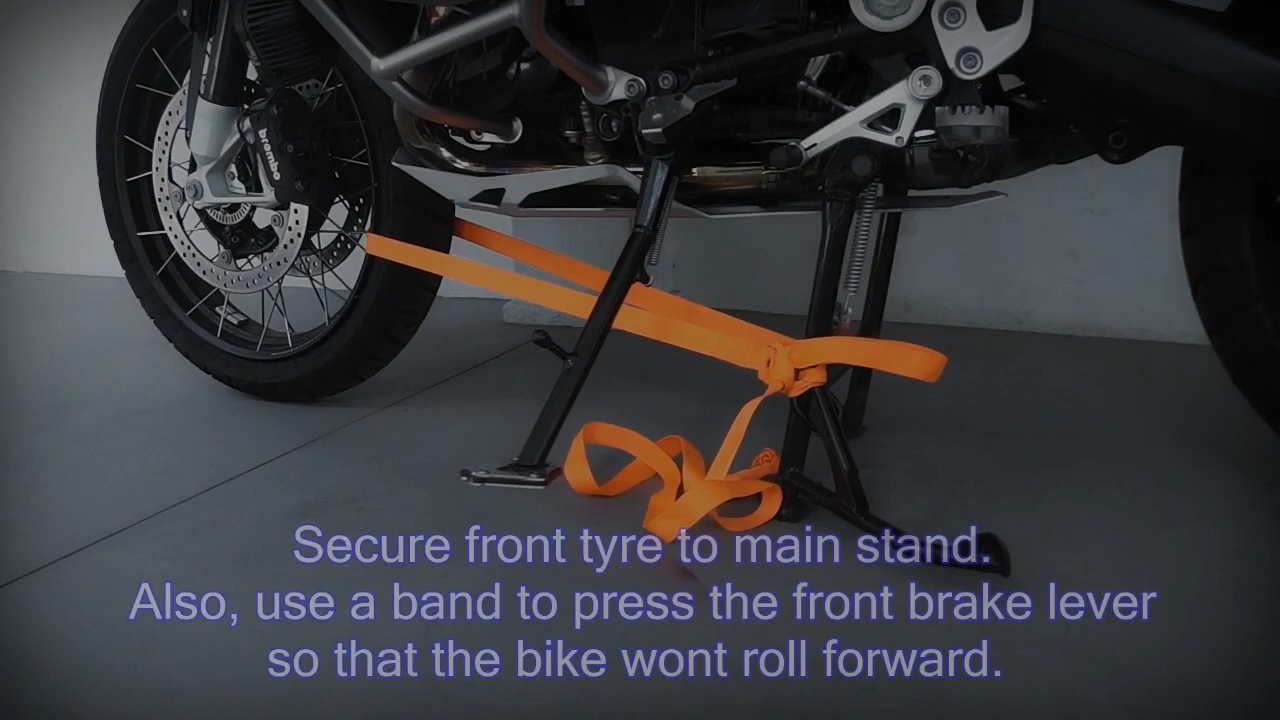 brembo
Secure front tyre to main stand.
Also, use a band to press the front brake lever
so that the bike wont roll forward.